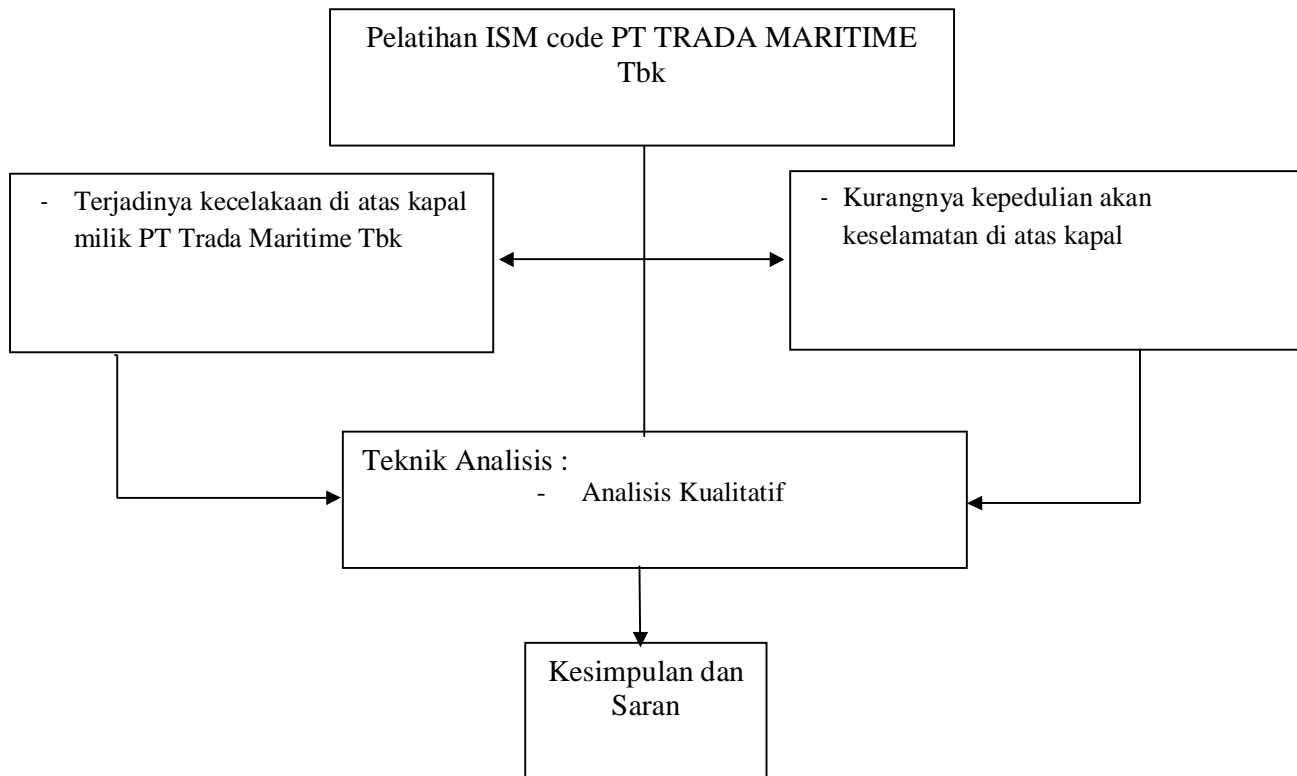 Pelatihan ISM code PT TRADA MARITIME
Tbk
- Terjadinya kecelakaan di atas kapal
milik PT Trada Maritime Tbk
- Kurangnya kepedulian akan
keselamatan di atas kapal
Teknik Analisis :
- Analisis Kualitatif
Kesimpulan dan
Saran